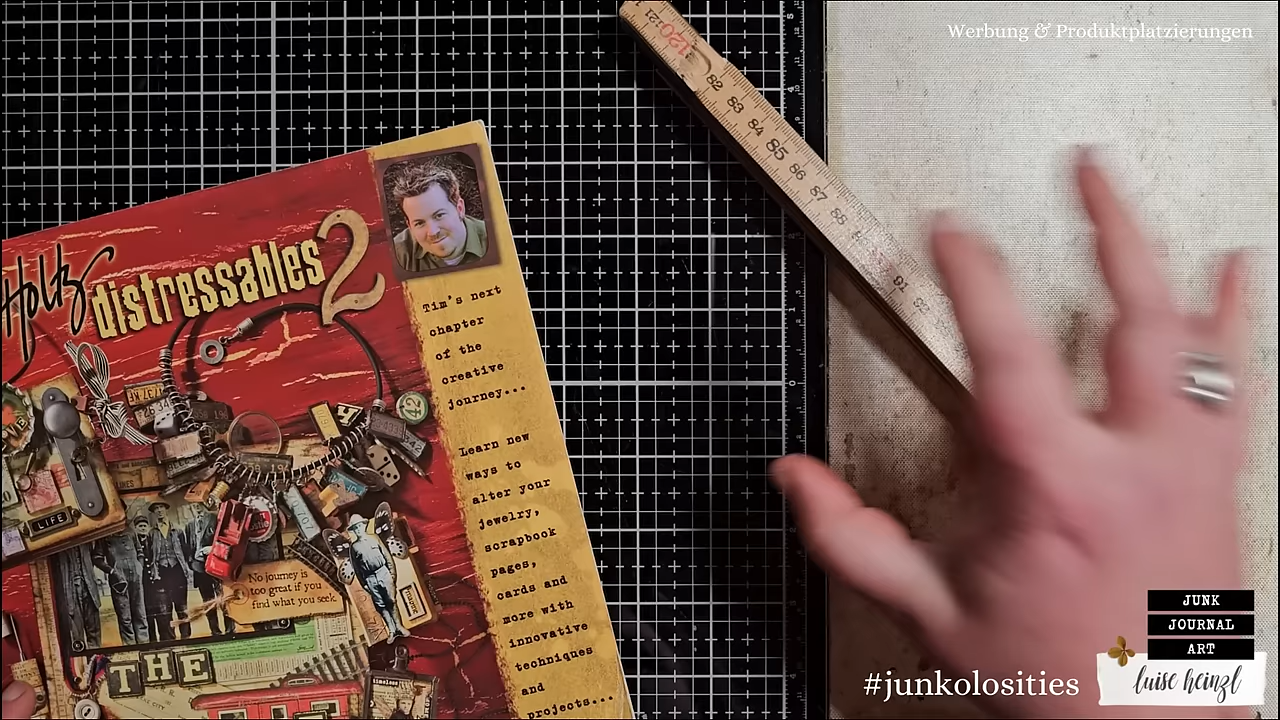 Werbung & Produktplatzierungen
120
82
83
84
85
86
87
88
91
Holtz
distressables 2
Tim's next
chapter
of the
creative
journey...
Learn new
ways to
alter your
jewelry,
scrapbook
pages,
cards and
more with
innovative
techniques
and
projects...
42
LIFE
No journey is
too great if you
find what you seek.
THE
timeless
JUNK
JOURNAL
ART
luise heinzl
#junkolosities